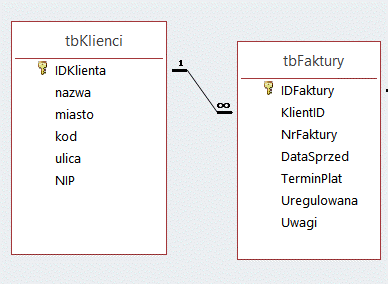 tbKlienci
IDKlienta
nazwa
miasto
kod
ulica
NIP
1
∞
tbFaktury
IDFaktury
KlientID
NrFaktury
DataSprzed
TerminPlat
Uregulowana
Uwagi